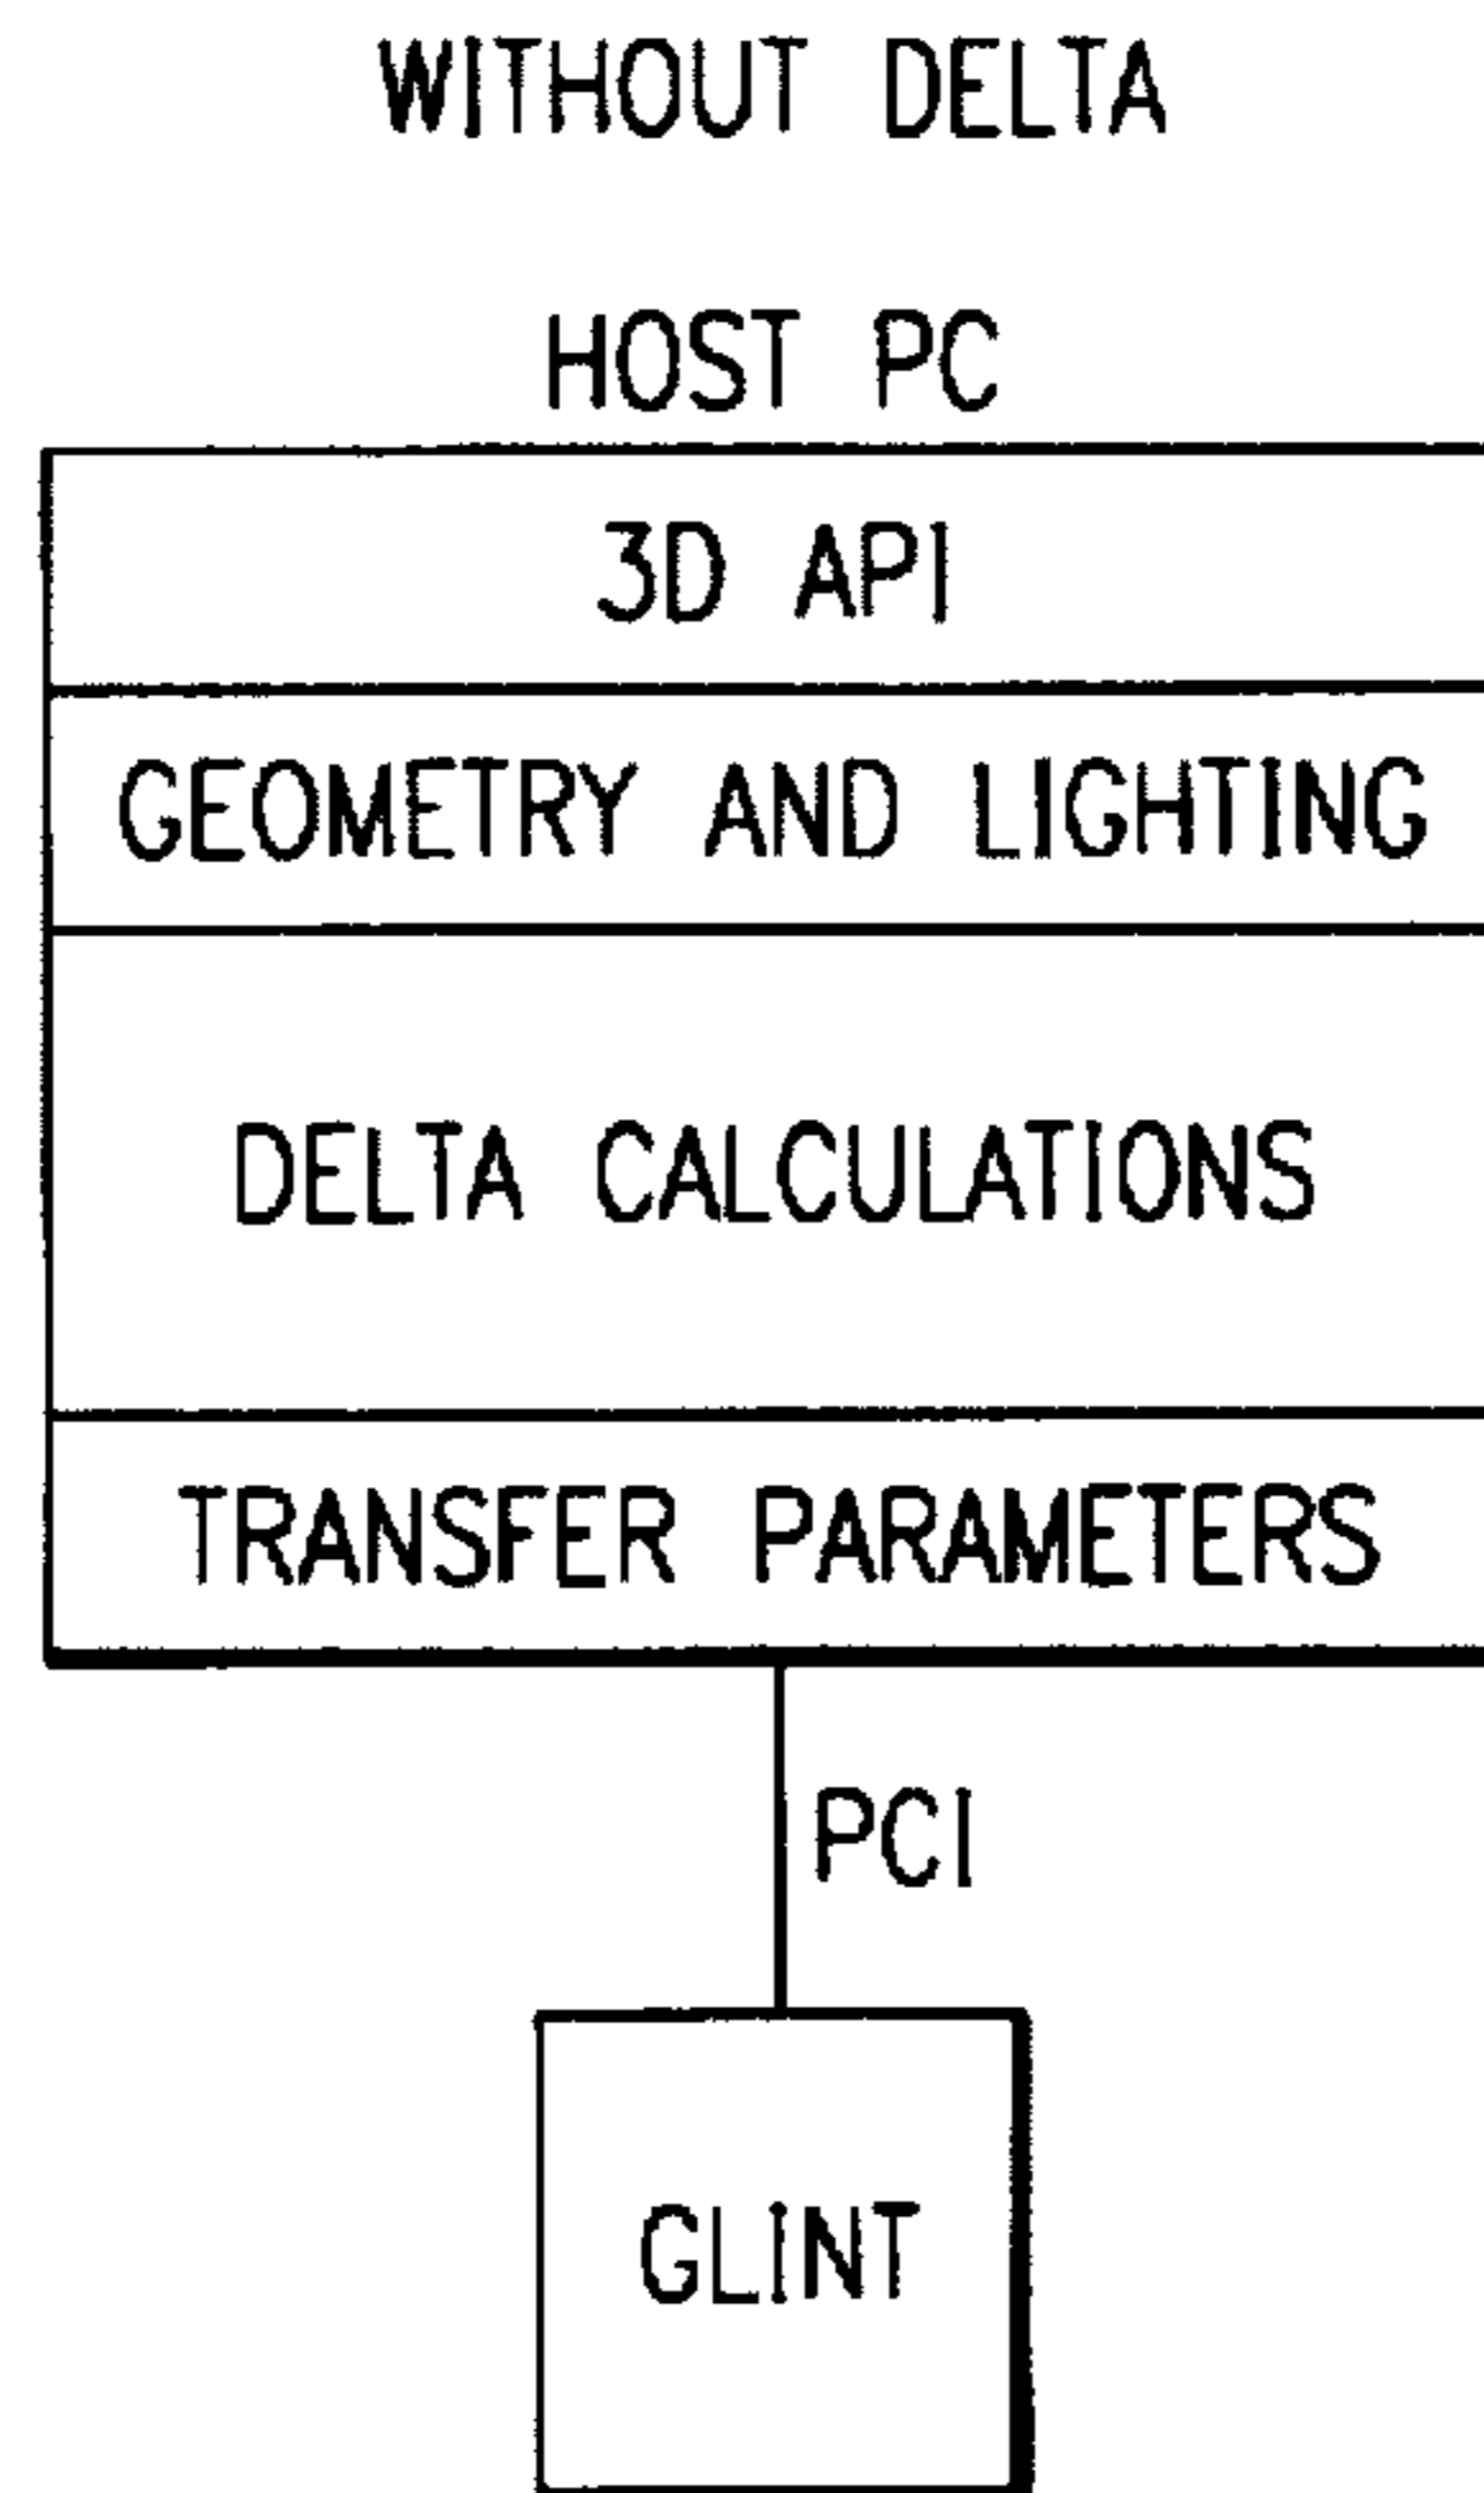 WITHOUT DELTA
HOST PC
3D API
GEOMETRY AND LIGHTING
DELTA CALCULATIONS
TRANSFER PARAMETERS
PCI
GLINT